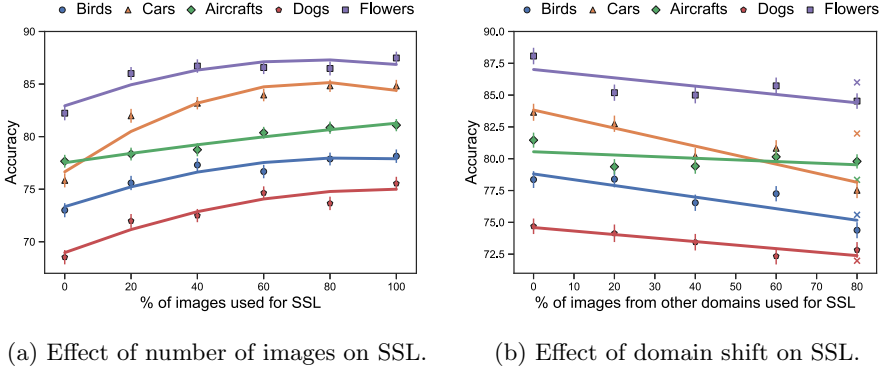 Birds Cars Aircrafts Dogs Flowers
90
85
80
75
70
Accuracy
0 20 40 60 80 100
% of images used for SSL
(a) Effect of number of images on SSL.
Birds Cars Aircrafts Dogs Flowers
90.0
87.5
85.0
82.5
80.0
77.5
75.0
72.5
Accuracy
0 10 20 30 40 50 60 70 80
% of images from other domains used for SSL
(b) Effect of domain shift on SSL.